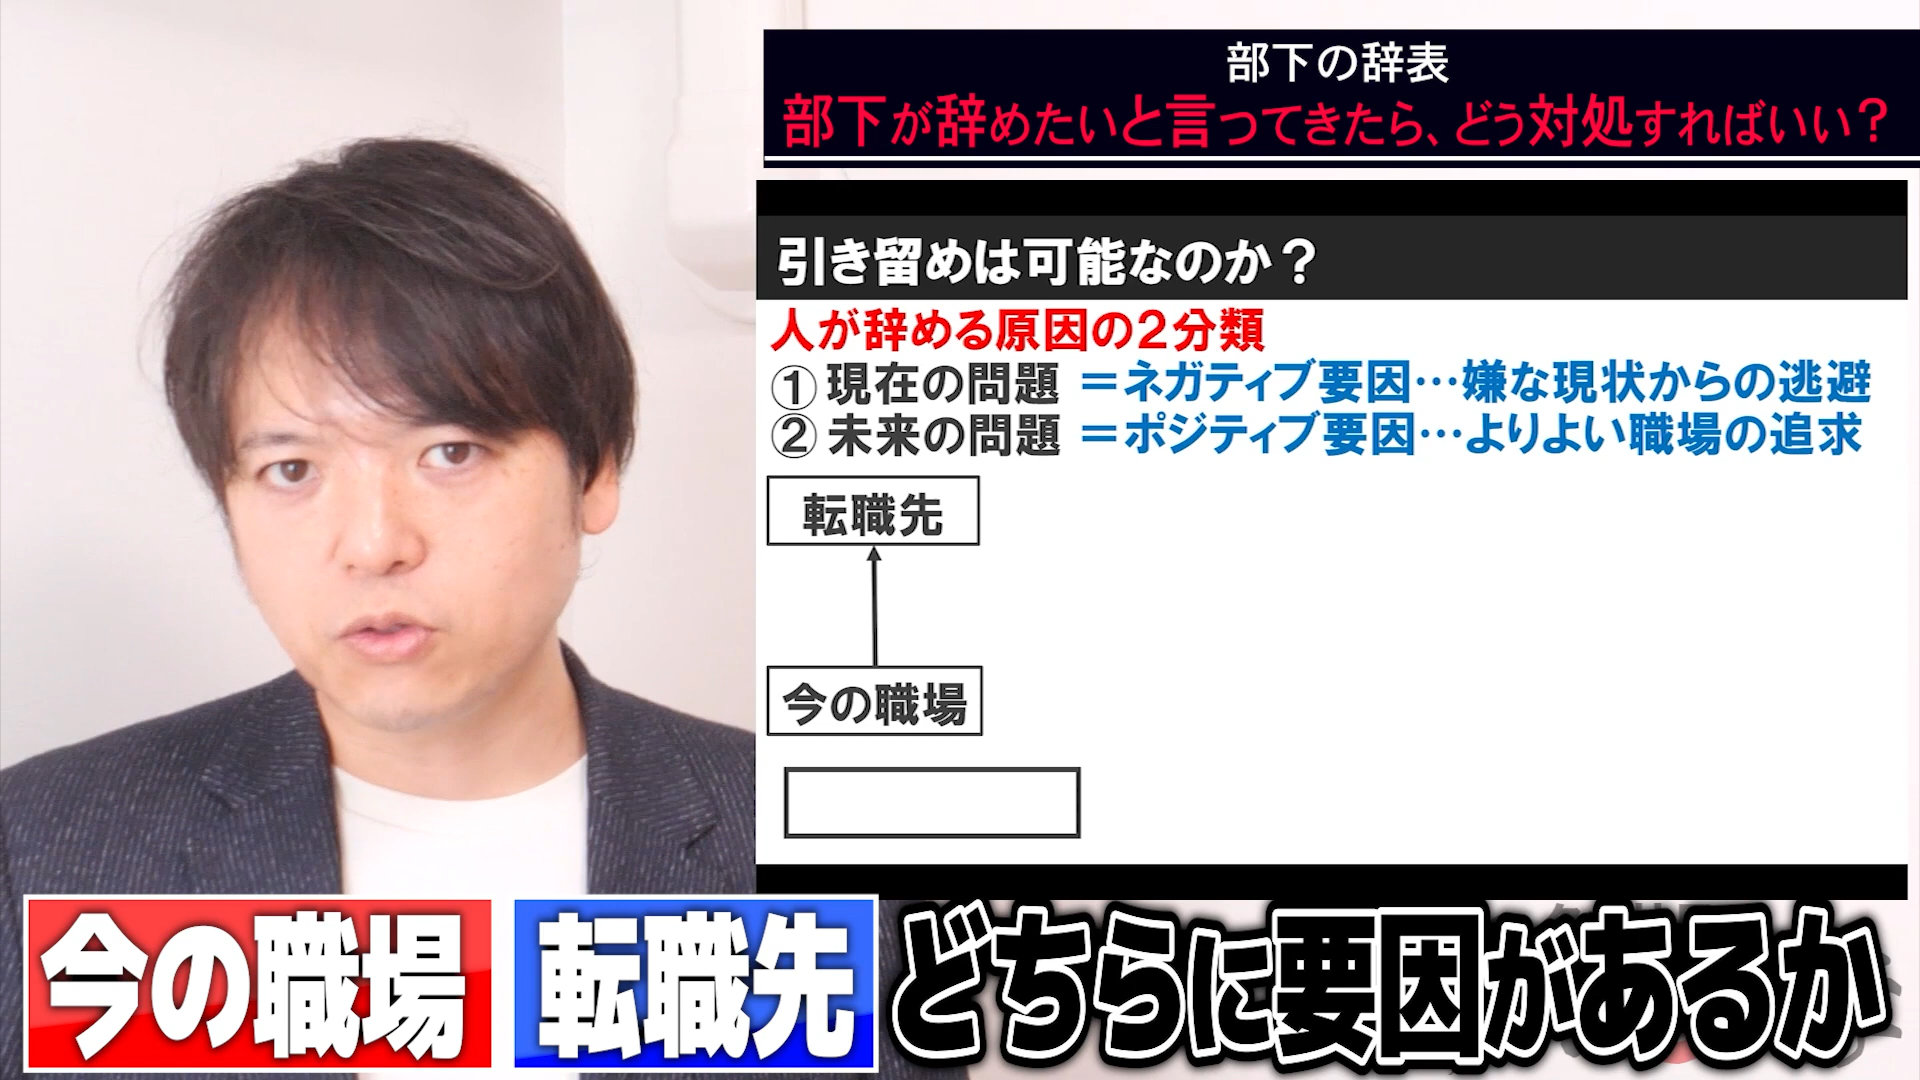 部下の辞表
部下が辞めたいと言ってきたら、どう対処すればいい？
引き留めは可能なのか？
人が辞める原因の２分類
① 現在の問題 ＝ネガティブ要因…嫌な現状からの逃避
② 未来の問題 ＝ポジティブ要因…よりよい職場の追求
転職先
今の職場
今の職場 転職先 どちらに要因があるか